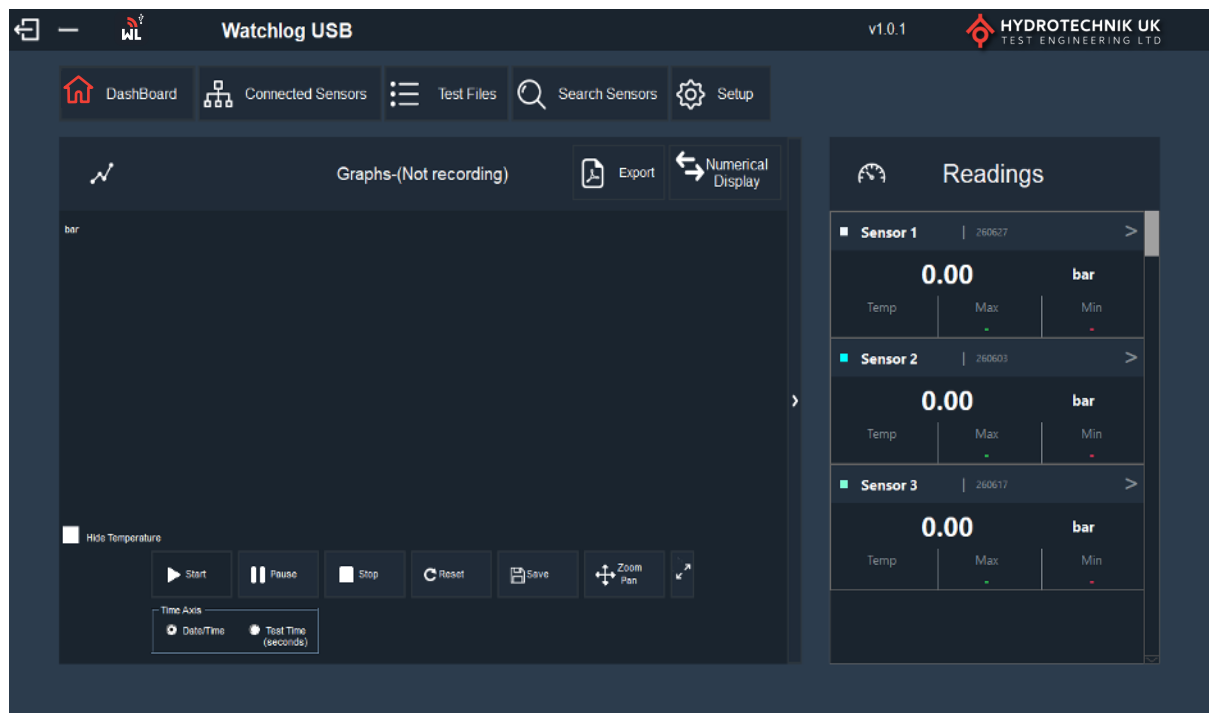 WL
Watchlog USB
v1.0.1
HYDROTECHNIK UK
TEST ENGINEERING LTD
DashBoard
Connected Sensors
Test Files
Search Sensors
Setup
Graphs-(Not recording)
Export
Numerical
Display
bar
Hide Temperature
Start
Pause
Stop
Reset
Save
Zoom
Pan
Time Axis
Date/Time
Test Time
(seconds)
Readings
Sensor 1 | 260627 >
0.00 bar
Temp Max Min
- -
Sensor 2 | 260603 >
0.00 bar
Temp Max Min
- -
Sensor 3 | 260617 >
0.00 bar
Temp Max Min
- -